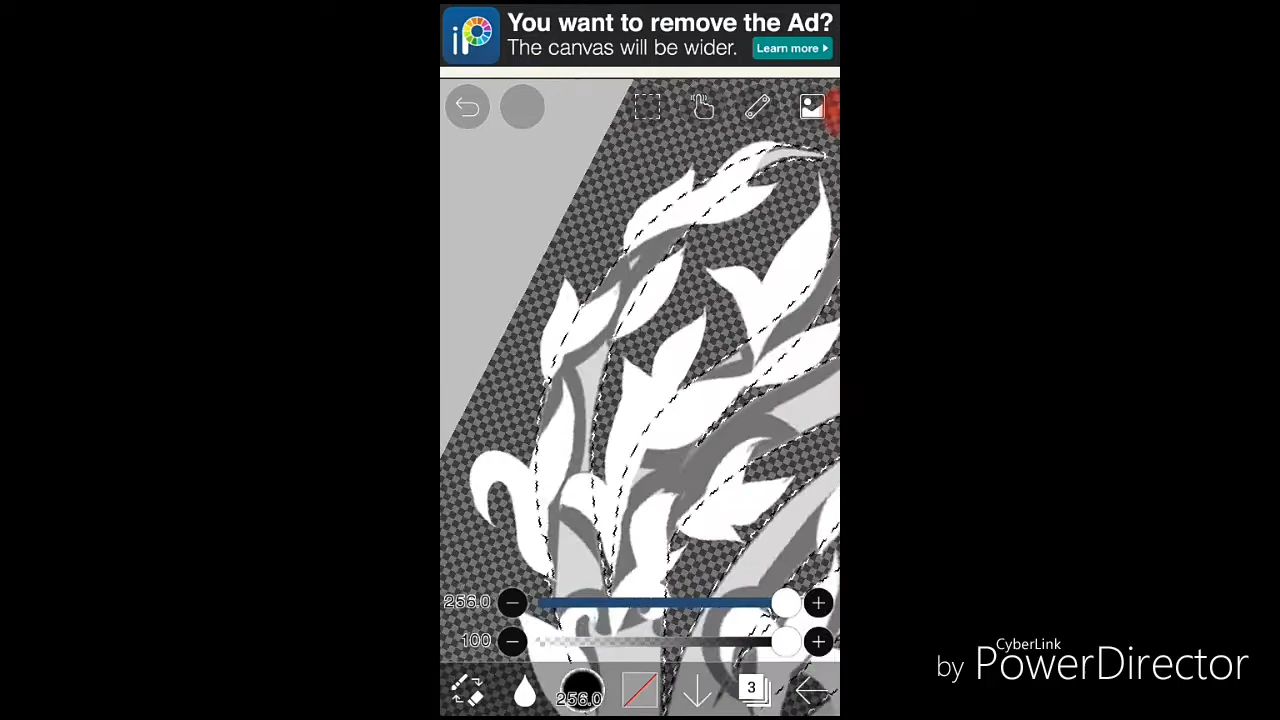 iP
You want to remove the Ad?
The canvas will be wider.
Learn more
256.0
100
256.0
3
CyberLink
by PowerDirector